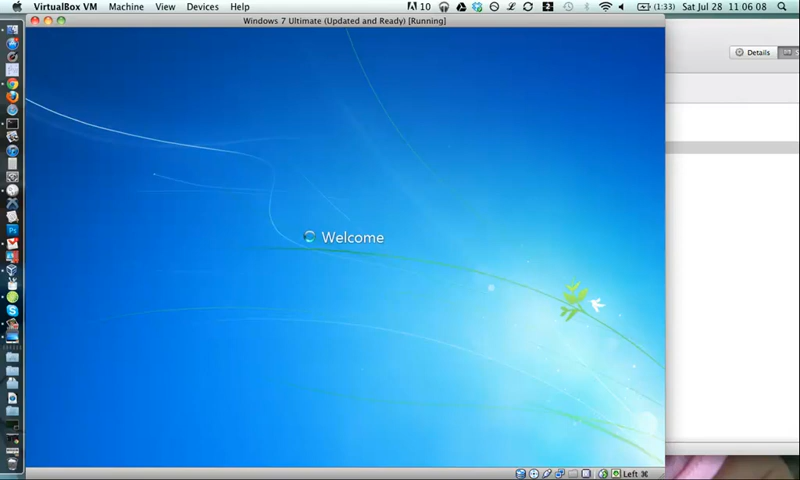 VirtualBox VM Machine View Devices Help 10 2 (1:33) Sat Jul 28 11 06 08
Windows 7 Ultimate (Updated and Ready) [Running]
Details
Welcome
Left ⌘